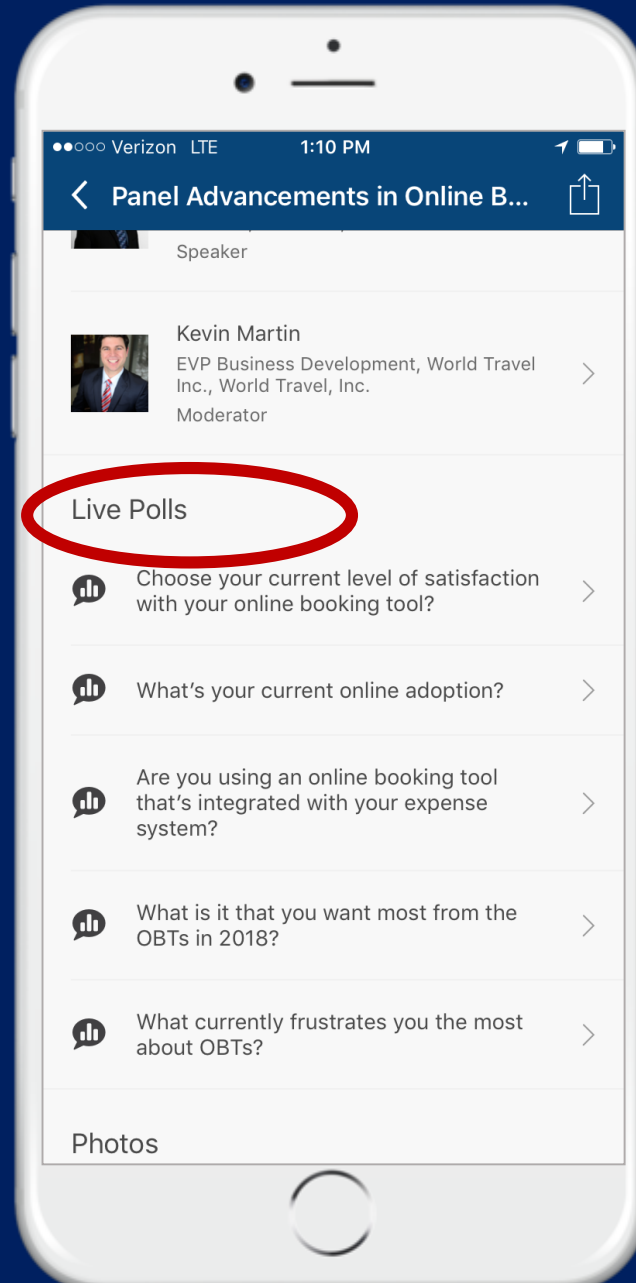 Verizon LTE 1:10 PM
Panel Advancements in Online B...
Speaker
Kevin Martin
EVP Business Development, World Travel
Inc., World Travel, Inc.
Moderator
Live Polls
Choose your current level of satisfaction
with your online booking tool?
What's your current online adoption?
Are you using an online booking tool
that's integrated with your expense
system?
What is it that you want most from the
OBTs in 2018?
What currently frustrates you the most
about OBTs?
Photos